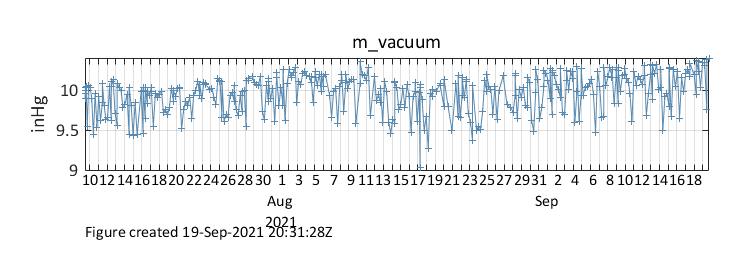 m_vacuum
inHg
10
9.5
9
10 12 14 16 18 20 22 24 26 28 30 1 3 5 7 9 11 13 15 17 19 21 23 25 27 29 31 2 4 6 8 10 12 14 16 18
Aug Sep
2021
Figure created 19-Sep-2021 20:31:28Z